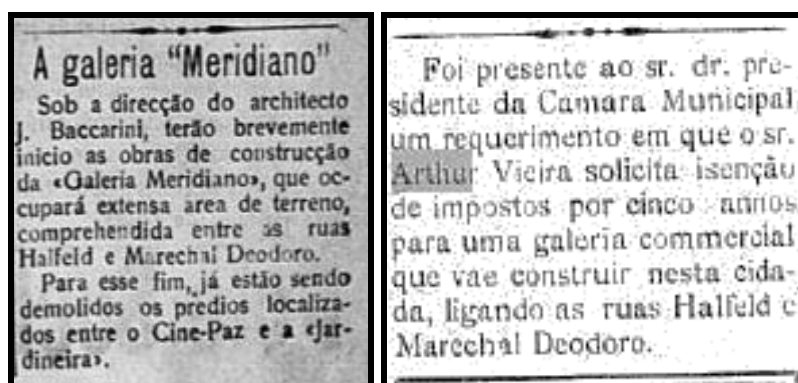 A galeria "Meridiano"
Sob a direcção do architecto
J. Baccarini, terão brevemente
inicio as obras de construcção
da «Galeria Meridiano», que oc-
cupará extensa area de terreno,
comprehendida entre as ruas
Halfeld e Marechal Deodoro.
Para esse fim, já estão sendo
demolidos os predios localiza-
dos entre o Cine-Paz e a «Jar-
dineira».
Foi presente ao sr. dr. pre-
sidente da Camara Municipal
um requerimento em que o sr.
Arthur Vieira solicita isenção
de impostos por cinco annos
para uma galeria commercial
que vae construir nesta cida-
da, ligando as ruas Halfeld e
Marechal Deodoro.